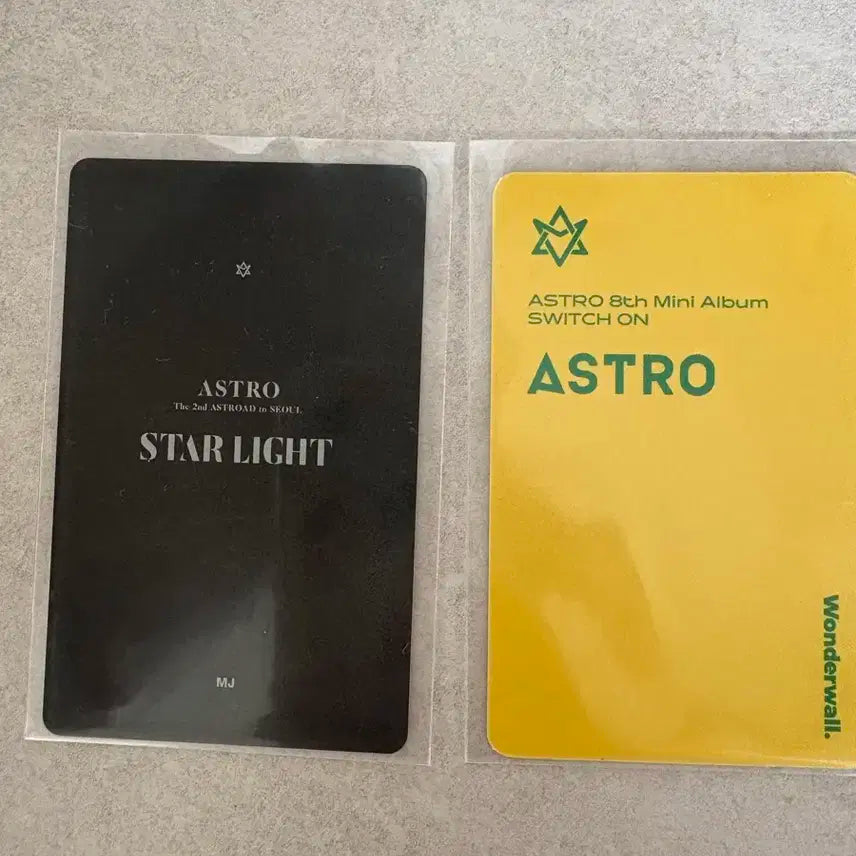 ASTRO
The 2nd ASTROAD to SEOUL
STAR LIGHT
MJ
ASTRO 8th Mini Album
SWITCH ON
ASTRO
Wonderwall.